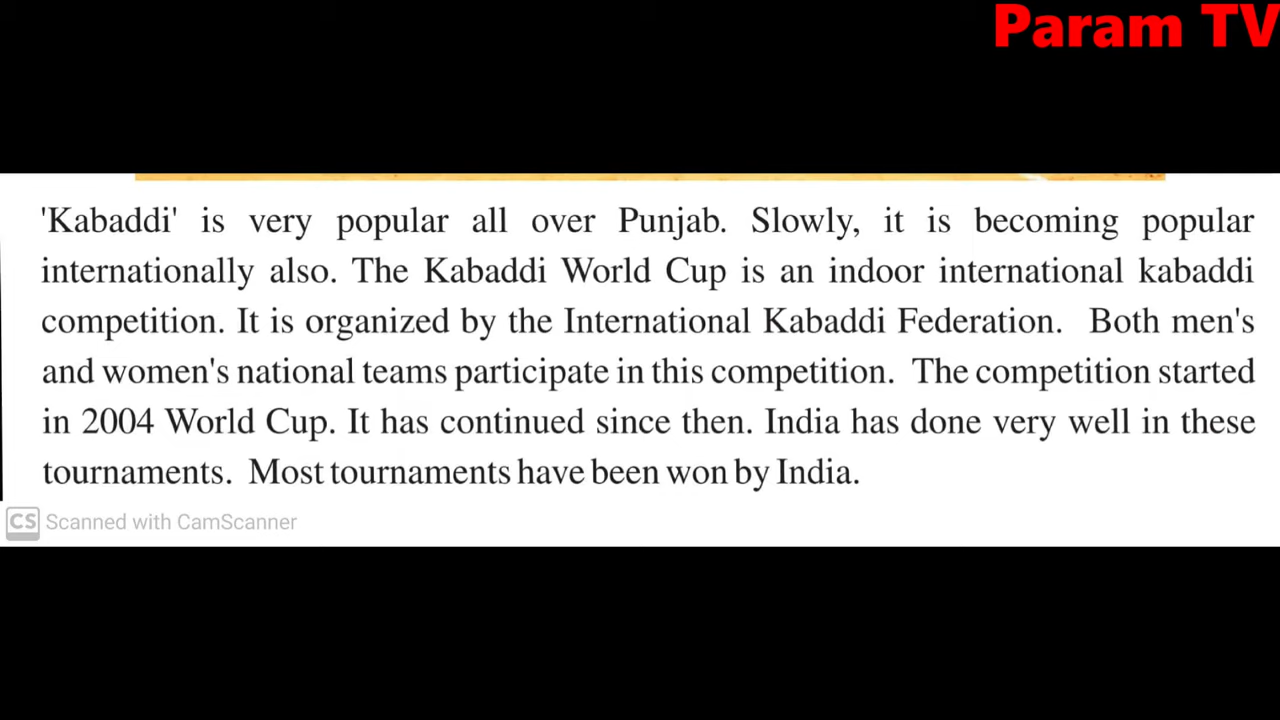 Param TV
'Kabaddi' is very popular all over Punjab. Slowly, it is becoming popular
internationally also. The Kabaddi World Cup is an indoor international kabaddi
competition. It is organized by the International Kabaddi Federation. Both men's
and women's national teams participate in this competition. The competition started
in 2004 World Cup. It has continued since then. India has done very well in these
tournaments. Most tournaments have been won by India.
CS Scanned with CamScanner